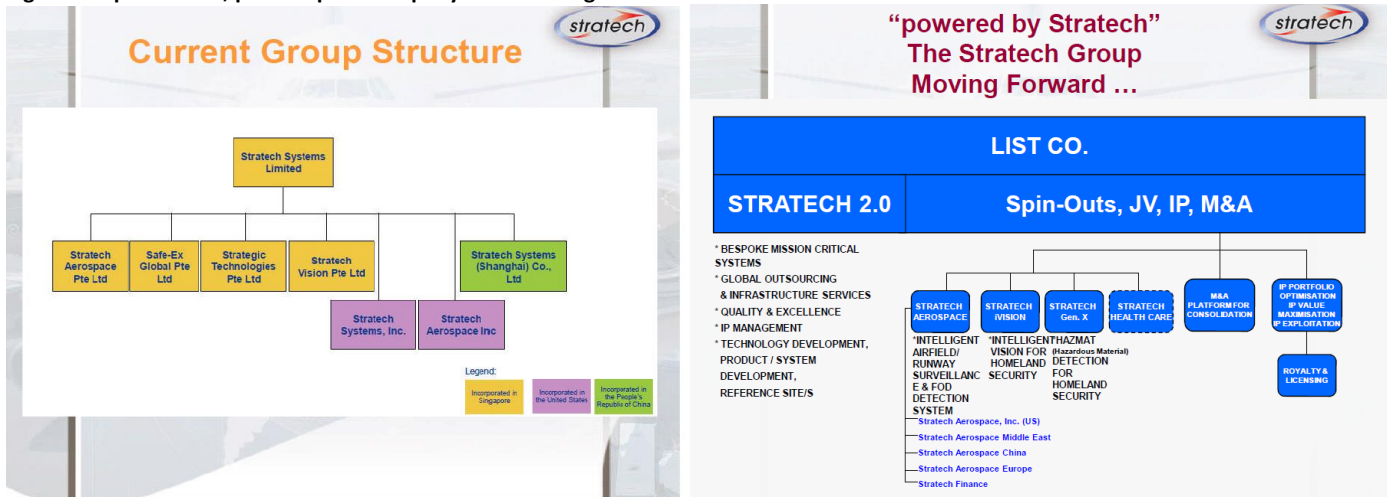 stratech
Current Group Structure
Stratech Systems
Limited
Stratech
Aerospace
Pte Ltd
Safe-Ex
Global Pte
Ltd
Strategic
Technologies
Pte Ltd
Stratech
Vision Pte Ltd
Stratech Systems
(Shanghai) Co.,
Ltd
Stratech
Systems, Inc.
Stratech
Aerospace Inc
Legend:
Incorporated in
Singapore
Incorporated in
the United States
Incorporated in
the People's
Republic of China
"powered by Stratech"
The Stratech Group
Moving Forward ...
stratech
LIST CO.
STRATECH 2.0
Spin-Outs, JV, IP, M&A
* BESPOKE MISSION CRITICAL
SYSTEMS
* GLOBAL OUTSOURCING
& INFRASTRUCTURE SERVICES
* QUALITY & EXCELLENCE
* IP MANAGEMENT
* TECHNOLOGY DEVELOPMENT,
PRODUCT / SYSTEM
DEVELOPMENT,
REFERENCE SITE/S
STRATECH
AEROSPACE
STRATECH
iVISION
STRATECH
Gen. X
STRATECH
HEALTH CARE
M&A
PLATFORM FOR
CONSOLIDATION
IP PORTFOLIO
OPTIMISATION
IP VALUE
MAXIMISATION
IP EXPLOITATION
ROYALTY &
LICENSING
*INTELLIGENT
AIRFIELD/
RUNWAY
SURVEILLANC
E & FOD
DETECTION
SYSTEM
*INTELLIGENT
VISION FOR
HOMELAND
SECURITY
HAZMAT
(Hazardous Material)
DETECTION
FOR
HOMELAND
SECURITY
Stratech Aerospace, Inc. (US)
Stratech Aerospace Middle East
Stratech Aerospace China
Stratech Aerospace Europe
Stratech Finance